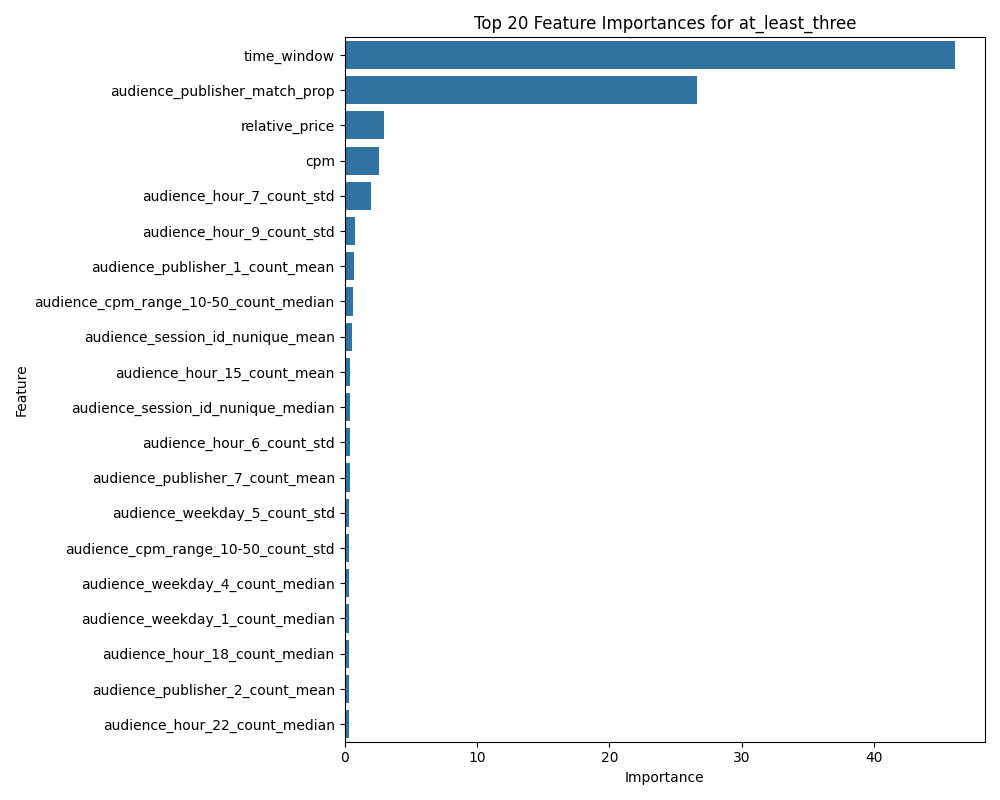 Top 20 Feature Importances for at_least_three
time_window
audience_publisher_match_prop
relative_price
cpm
audience_hour_7_count_std
audience_hour_9_count_std
audience_publisher_1_count_mean
audience_cpm_range_10-50_count_median
audience_session_id_nunique_mean
audience_hour_15_count_mean
audience_session_id_nunique_median
audience_hour_6_count_std
audience_publisher_7_count_mean
audience_weekday_5_count_std
audience_cpm_range_10-50_count_std
audience_weekday_4_count_median
audience_weekday_1_count_median
audience_hour_18_count_median
audience_publisher_2_count_mean
audience_hour_22_count_median
Feature
0 10 20 30 40
Importance